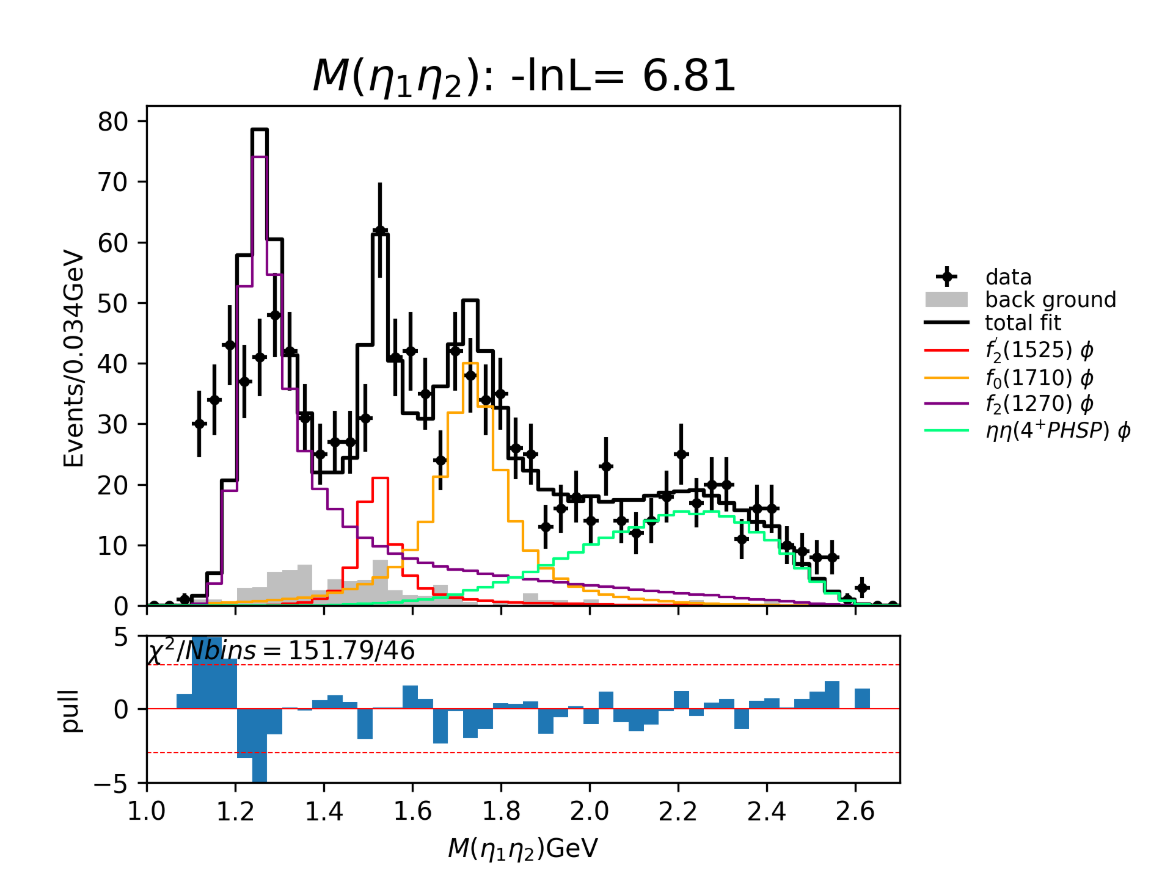 M(η₁η₂): -lnL= 6.81
80
70
60
50
40
30
20
10
0
Events/0.034GeV
data
back ground
total fit
f₂′(1525) ϕ
f₀(1710) ϕ
f₂(1270) ϕ
ηη(4⁺PHSP) ϕ
χ²/Nbins = 151.79/46
5
0
−5
pull
1.0 1.2 1.4 1.6 1.8 2.0 2.2 2.4 2.6
M(η₁η₂)GeV